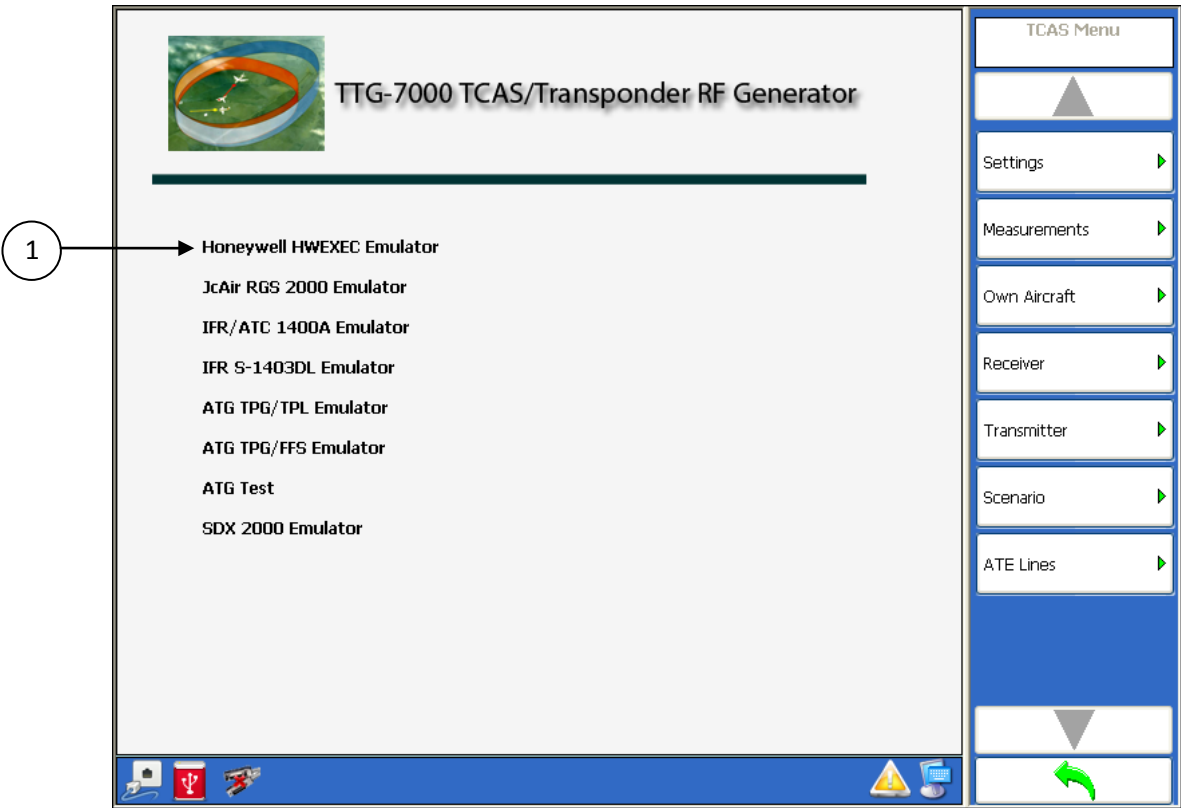 TTG-7000 TCAS/Transponder RF Generator
1
Honeywell HWEXEC Emulator
JcAir RGS 2000 Emulator
IFR/ATC 1400A Emulator
IFR S-1403DL Emulator
ATG TPG/TPL Emulator
ATG TPG/FFS Emulator
ATG Test
SDX 2000 Emulator
TCAS Menu
Settings
Measurements
Own Aircraft
Receiver
Transmitter
Scenario
ATE Lines